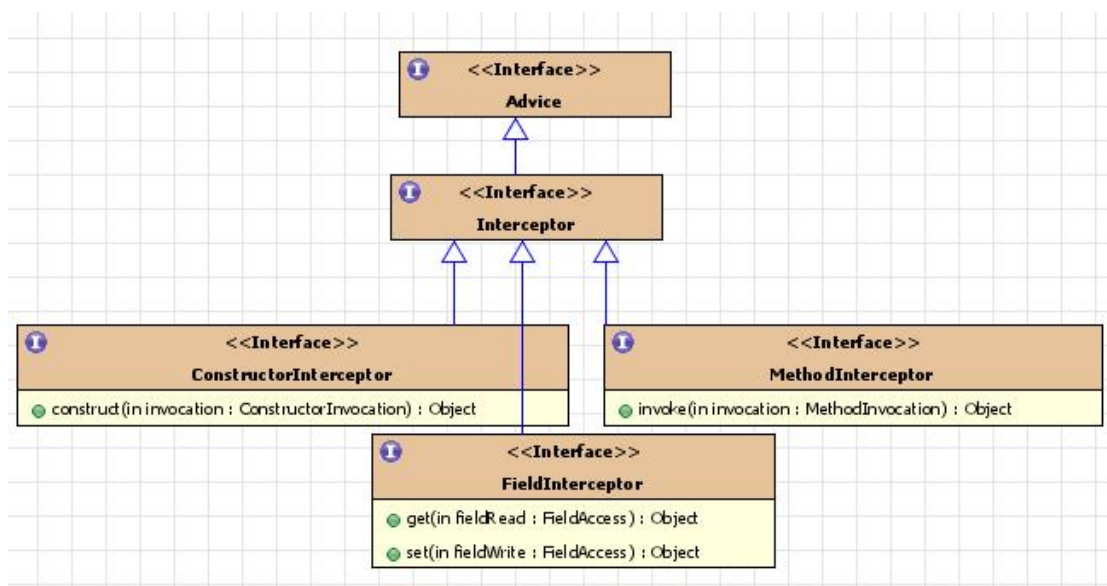 <<Interface>>
Advice
<<Interface>>
Interceptor
<<Interface>>
ConstructorInterceptor
construct(in invocation : ConstructorInvocation) : Object
<<Interface>>
MethodInterceptor
invoke(in invocation : MethodInvocation) : Object
<<Interface>>
FieldInterceptor
get(in fieldRead : FieldAccess) : Object
set(in fieldWrite : FieldAccess) : Object